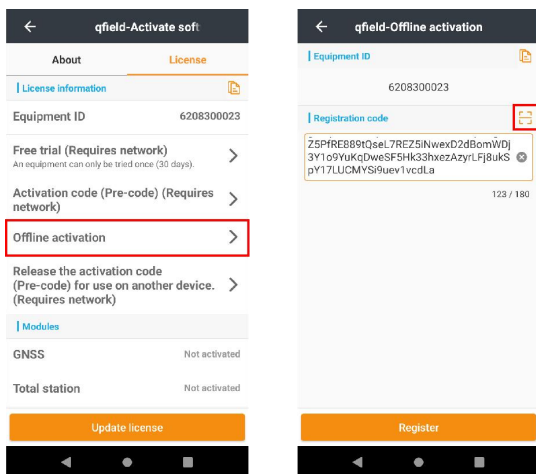 qfield-Activate soft
About
License
License information
Equipment ID
6208300023
Free trial (Requires network)
An equipment can only be tried once (30 days).
Activation code (Pre-code) (Requires
network)
Offline activation
Release the activation code
(Pre-code) for use on another device.
(Requires network)
Modules
GNSS
Not activated
Total station
Not activated
Update license
qfield-Offline activation
Equipment ID
6208300023
Registration code
Z5PfRE889tQseL7REZ5iNwexD2dBomWDj
3Y1o9YuKqDweSF5Hk33hxezAzyrLFj8ukS
pY17LUCMYSi9uev1vcdLa
123 / 180
Register